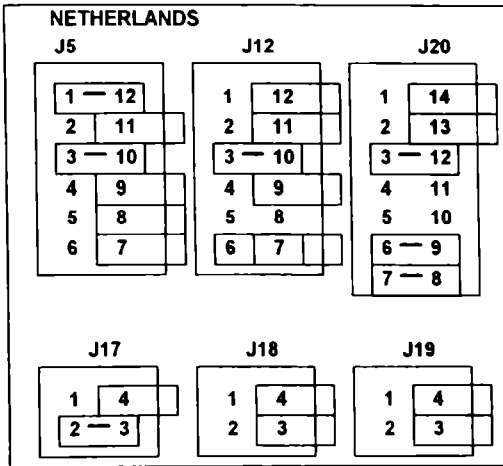 NETHERLANDS
J5 J12 J20
1 — 12 1 12 1 14
2 11 2 11 2 13
3 — 10 3 — 10 3 — 12
4 9 4 9 4 11
5 8 5 8 5 10
6 7 6 7 6 — 9
7 — 8
J17 J18 J19
1 4 1 4 1 4
2 — 3 2 3 2 3